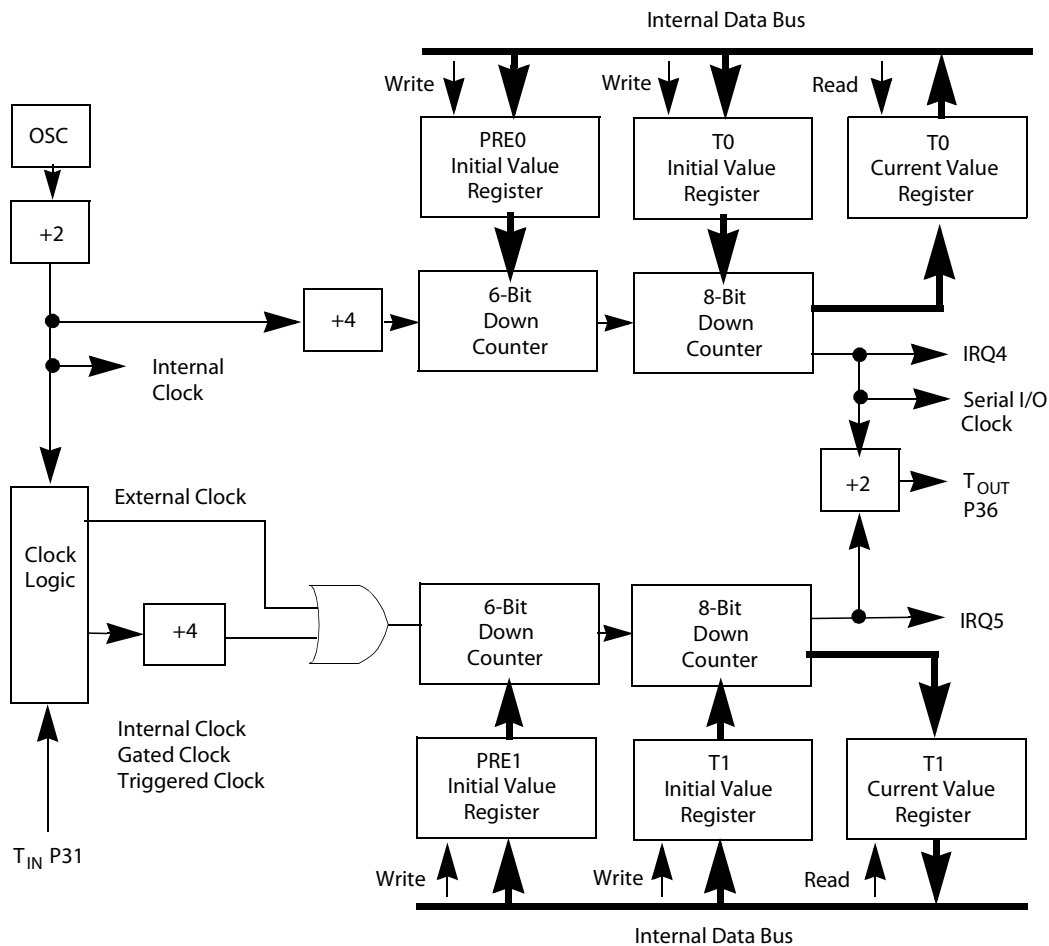 Internal Data Bus
Write
Write
Read
OSC
PRE0
Initial Value
Register
T0
Initial Value
Register
T0
Current Value
Register
+2
+4
6-Bit
Down
Counter
8-Bit
Down
Counter
Internal
Clock
IRQ4
Serial I/O
Clock
+2
TOUT
P36
External Clock
Clock
Logic
+4
6-Bit
Down
Counter
8-Bit
Down
Counter
IRQ5
Internal Clock
Gated Clock
Triggered Clock
PRE1
Initial Value
Register
T1
Initial Value
Register
T1
Current Value
Register
TIN P31
Write
Write
Read
Internal Data Bus